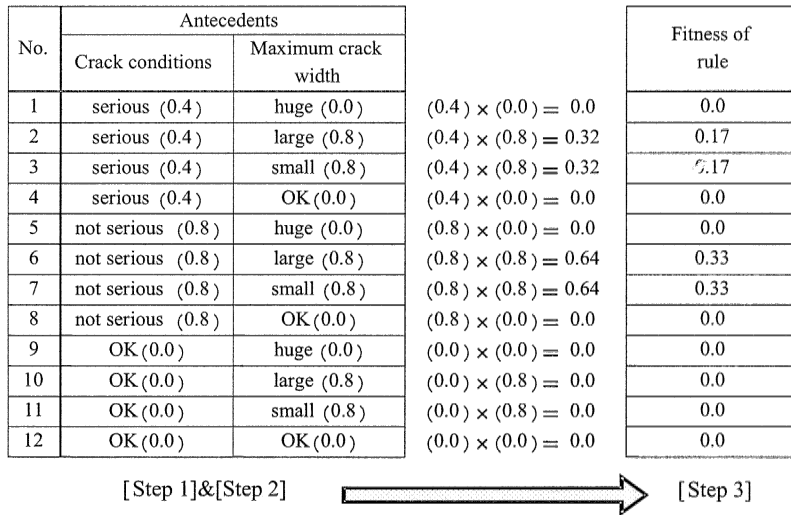 No. Antecedents Fitness of rule
Crack conditions Maximum crack width
1 serious (0.4) huge (0.0) (0.4) × (0.0) = 0.0 0.0
2 serious (0.4) large (0.8) (0.4) × (0.8) = 0.32 0.17
3 serious (0.4) small (0.8) (0.4) × (0.8) = 0.32 0.17
4 serious (0.4) OK (0.0) (0.4) × (0.0) = 0.0 0.0
5 not serious (0.8) huge (0.0) (0.8) × (0.0) = 0.0 0.0
6 not serious (0.8) large (0.8) (0.8) × (0.8) = 0.64 0.33
7 not serious (0.8) small (0.8) (0.8) × (0.8) = 0.64 0.33
8 not serious (0.8) OK (0.0) (0.8) × (0.0) = 0.0 0.0
9 OK (0.0) huge (0.0) (0.0) × (0.0) = 0.0 0.0
10 OK (0.0) large (0.8) (0.0) × (0.8) = 0.0 0.0
11 OK (0.0) small (0.8) (0.0) × (0.8) = 0.0 0.0
12 OK (0.0) OK (0.0) (0.0) × (0.0) = 0.0 0.0
[Step 1]&[Step 2] [Step 3]